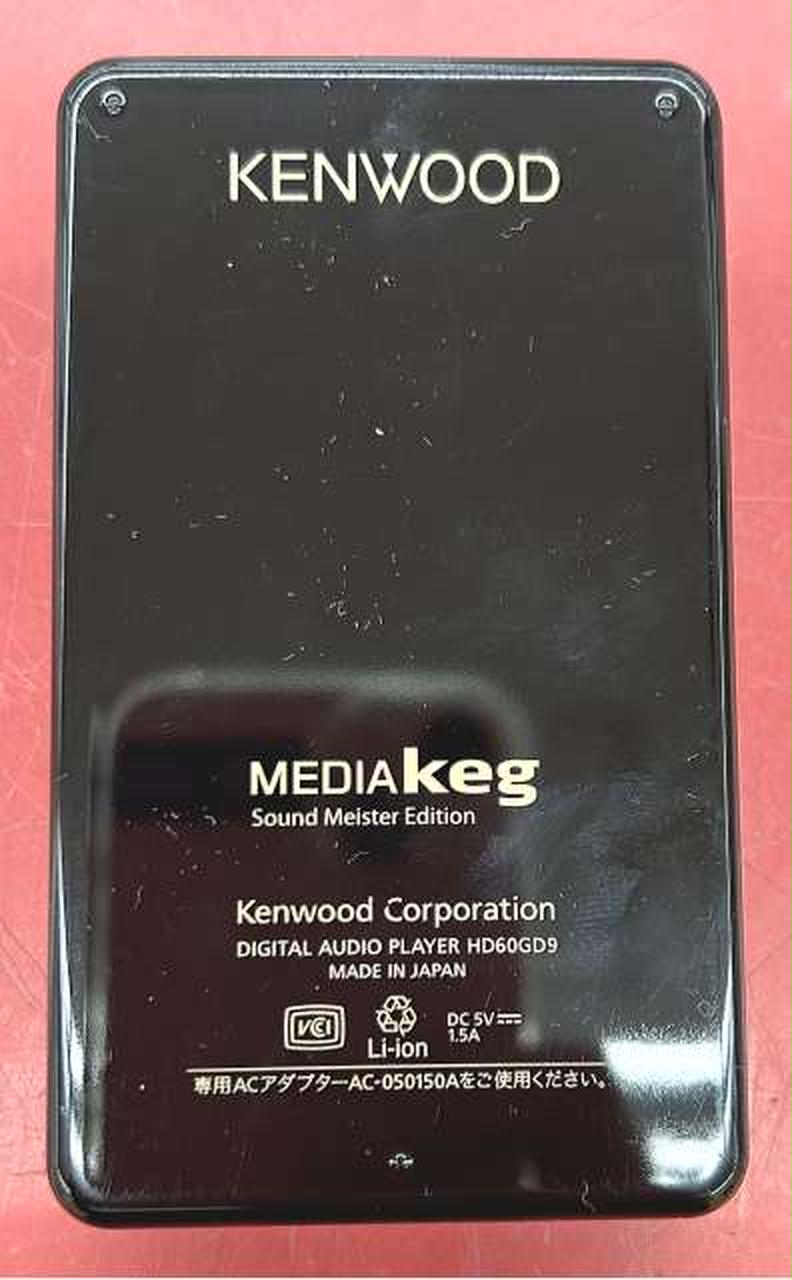 KENWOOD
MEDIAkeg
Sound Meister Edition
Kenwood Corporation
DIGITAL AUDIO PLAYER HD60GD9
MADE IN JAPAN
VCCI
Li-ion
DC 5V⎓
1.5A
専用ACアダプターAC-050150Aをご使用ください。